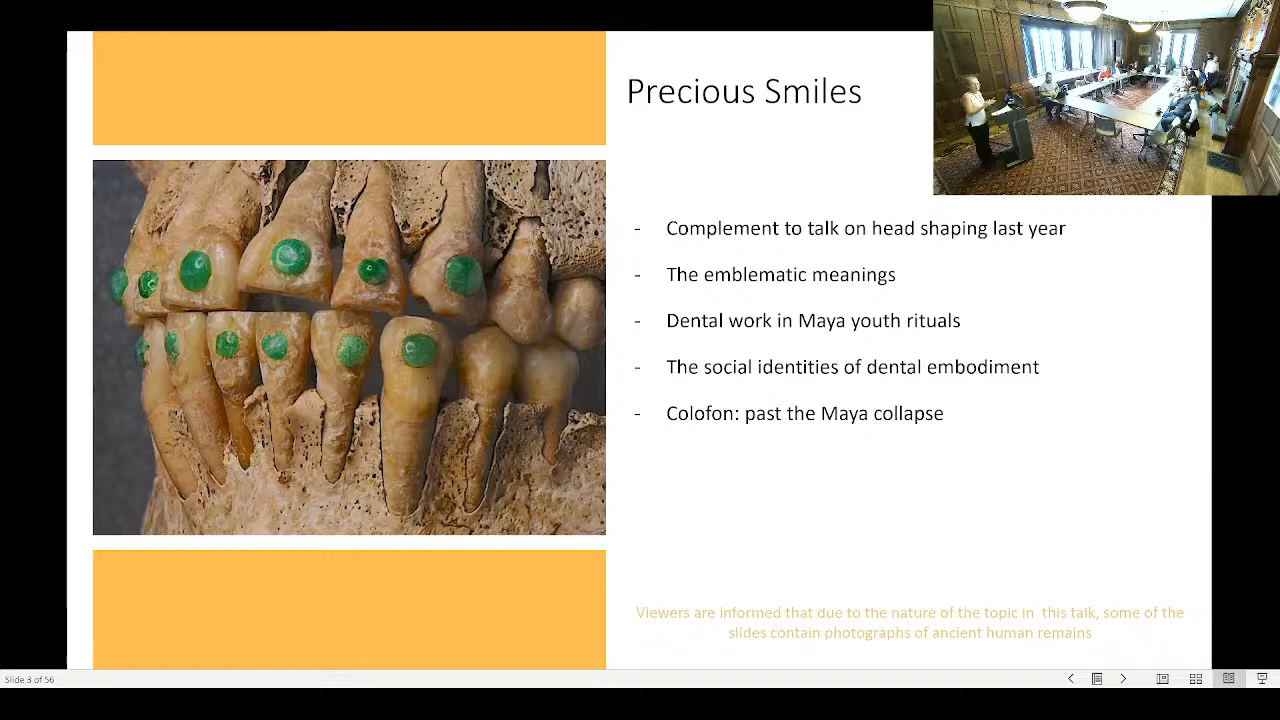 Precious Smiles
- Complement to talk on head shaping last year
- The emblematic meanings
- Dental work in Maya youth rituals
- The social identities of dental embodiment
- Colofon: past the Maya collapse
Viewers are informed that due to the nature of the topic in this talk, some of the
slides contain photographs of ancient human remains
Slide 3 of 56